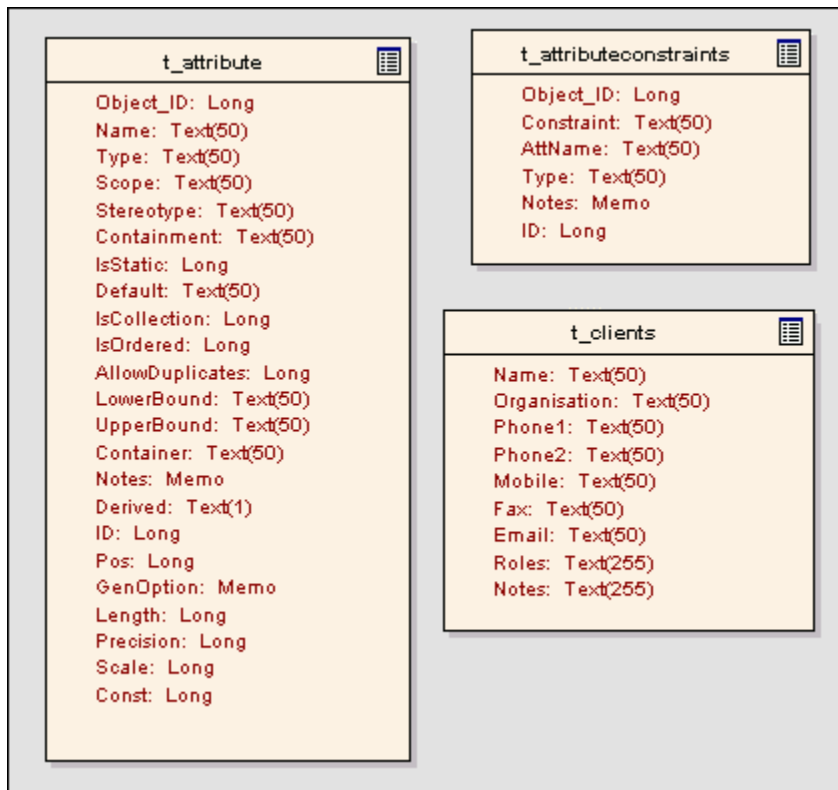 t_attribute
Object_ID: Long
Name: Text(50)
Type: Text(50)
Scope: Text(50)
Stereotype: Text(50)
Containment: Text(50)
IsStatic: Long
Default: Text(50)
IsCollection: Long
IsOrdered: Long
AllowDuplicates: Long
LowerBound: Text(50)
UpperBound: Text(50)
Container: Text(50)
Notes: Memo
Derived: Text(1)
ID: Long
Pos: Long
GenOption: Memo
Length: Long
Precision: Long
Scale: Long
Const: Long
t_attributeconstraints
Object_ID: Long
Constraint: Text(50)
AttName: Text(50)
Type: Text(50)
Notes: Memo
ID: Long
t_clients
Name: Text(50)
Organisation: Text(50)
Phone1: Text(50)
Phone2: Text(50)
Mobile: Text(50)
Fax: Text(50)
Email: Text(50)
Roles: Text(255)
Notes: Text(255)